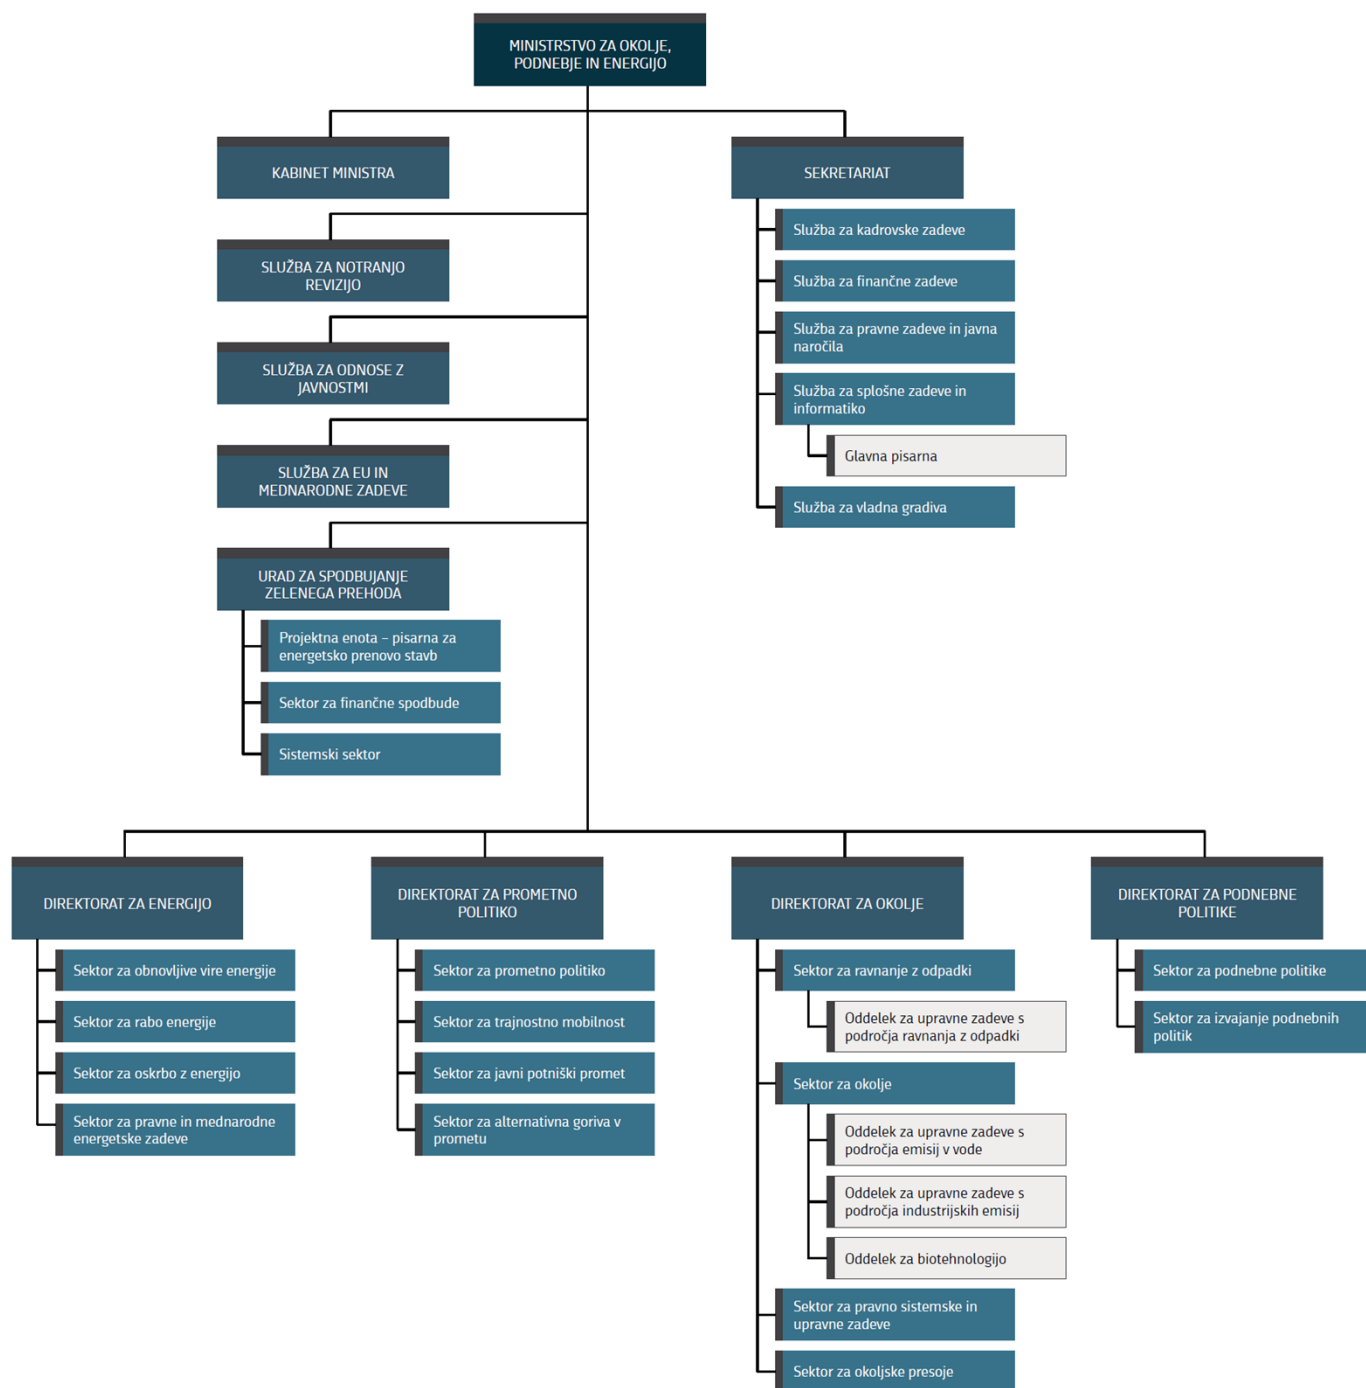 MINISTRSTVO ZA OKOLJE,
PODNEBJE IN ENERGIJO
KABINET MINISTRA
SLUŽBA ZA NOTRANJO
REVIZIJO
SLUŽBA ZA ODNOSE Z
JAVNOSTMI
SLUŽBA ZA EU IN
MEDNARODNE ZADEVE
URAD ZA SPODBUJANJE
ZELENEGA PREHODA
Projektna enota – pisarna za
energetsko prenovo stavb
Sektor za finančne spodbude
Sistemski sektor
SEKRETARIAT
Služba za kadrovske zadeve
Služba za finančne zadeve
Služba za pravne zadeve in javna
naročila
Služba za splošne zadeve in
informatiko
Glavna pisarna
Služba za vladna gradiva
DIREKTORAT ZA ENERGIJO
Sektor za obnovljive vire energije
Sektor za rabo energije
Sektor za oskrbo z energijo
Sektor za pravne in mednarodne
energetske zadeve
DIREKTORAT ZA PROMETNO
POLITIKO
Sektor za prometno politiko
Sektor za trajnostno mobilnost
Sektor za javni potniški promet
Sektor za alternativna goriva v
prometu
DIREKTORAT ZA OKOLJE
Sektor za ravnanje z odpadki
Oddelek za upravne zadeve s
področja ravnanja z odpadki
Sektor za okolje
Oddelek za upravne zadeve s
področja emisij v vode
Oddelek za upravne zadeve s
področja industrijskih emisij
Oddelek za biotehnologijo
Sektor za pravno sistemske in
upravne zadeve
Sektor za okoljske presoje
DIREKTORAT ZA PODNEBNE
POLITIKE
Sektor za podnebne politike
Sektor za izvajanje podnebnih
politik